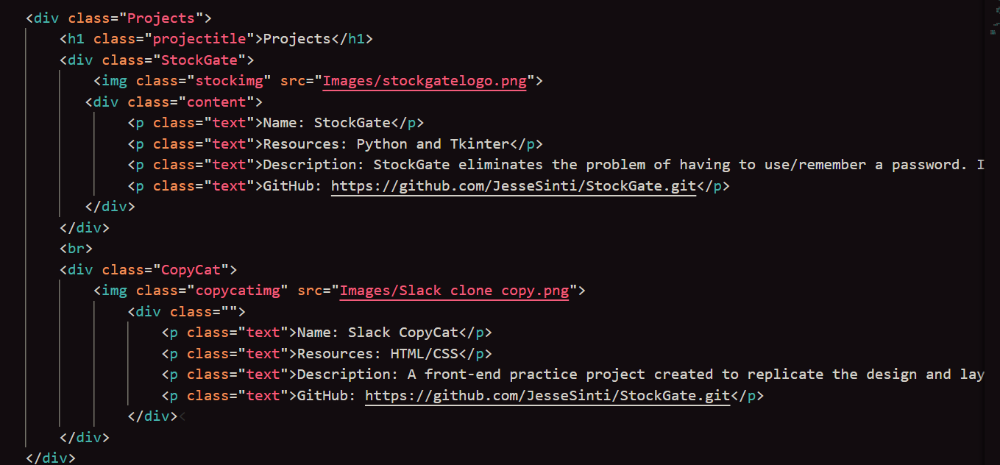 <div class="Projects">
<h1 class="projectitle">Projects</h1>
<div class="StockGate">
<img class="stockimg" src="Images/stockgatelogo.png">
<div class="content">
<p class="text">Name: StockGate</p>
<p class="text">Resources: Python and Tkinter</p>
<p class="text">Description: StockGate eliminates the problem of having to use/remember a password. I
<p class="text">GitHub: https://github.com/JesseSinti/StockGate.git</p>
</div>
</div>
<br>
<div class="CopyCat">
<img class="copycatimg" src="Images/Slack clone copy.png">
<div class="">
<p class="text">Name: Slack CopyCat</p>
<p class="text">Resources: HTML/CSS</p>
<p class="text">Description: A front-end practice project created to replicate the design and lay
<p class="text">GitHub: https://github.com/JesseSinti/StockGate.git</p>
</div><
</div>
</div>